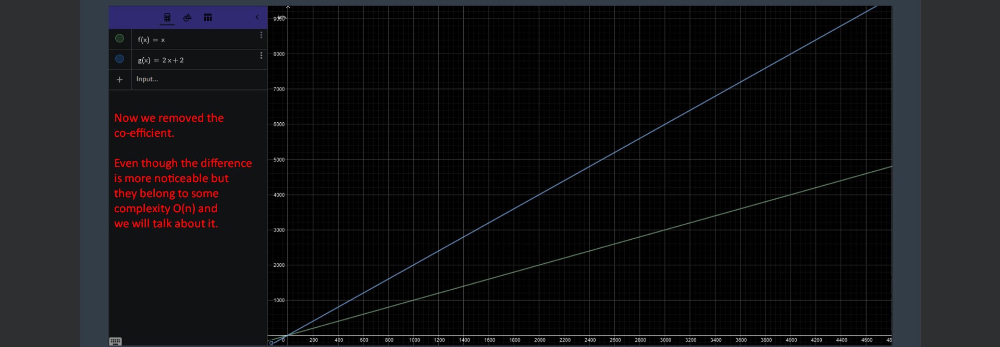 f(x) = x
g(x) = 2 x + 2
+ Input...
Now we removed the
co-efficient.
Even though the difference
is more noticeable but
they belong to some
complexity O(n) and
we will talk about it.
9000
8000
7000
6000
5000
4000
3000
2000
1000
g
0 200 400 600 800 1000 1200 1400 1600 1800 2000 2200 2400 2600 2800 3000 3200 3400 3600 3800 4000 4200 4400 4600 48